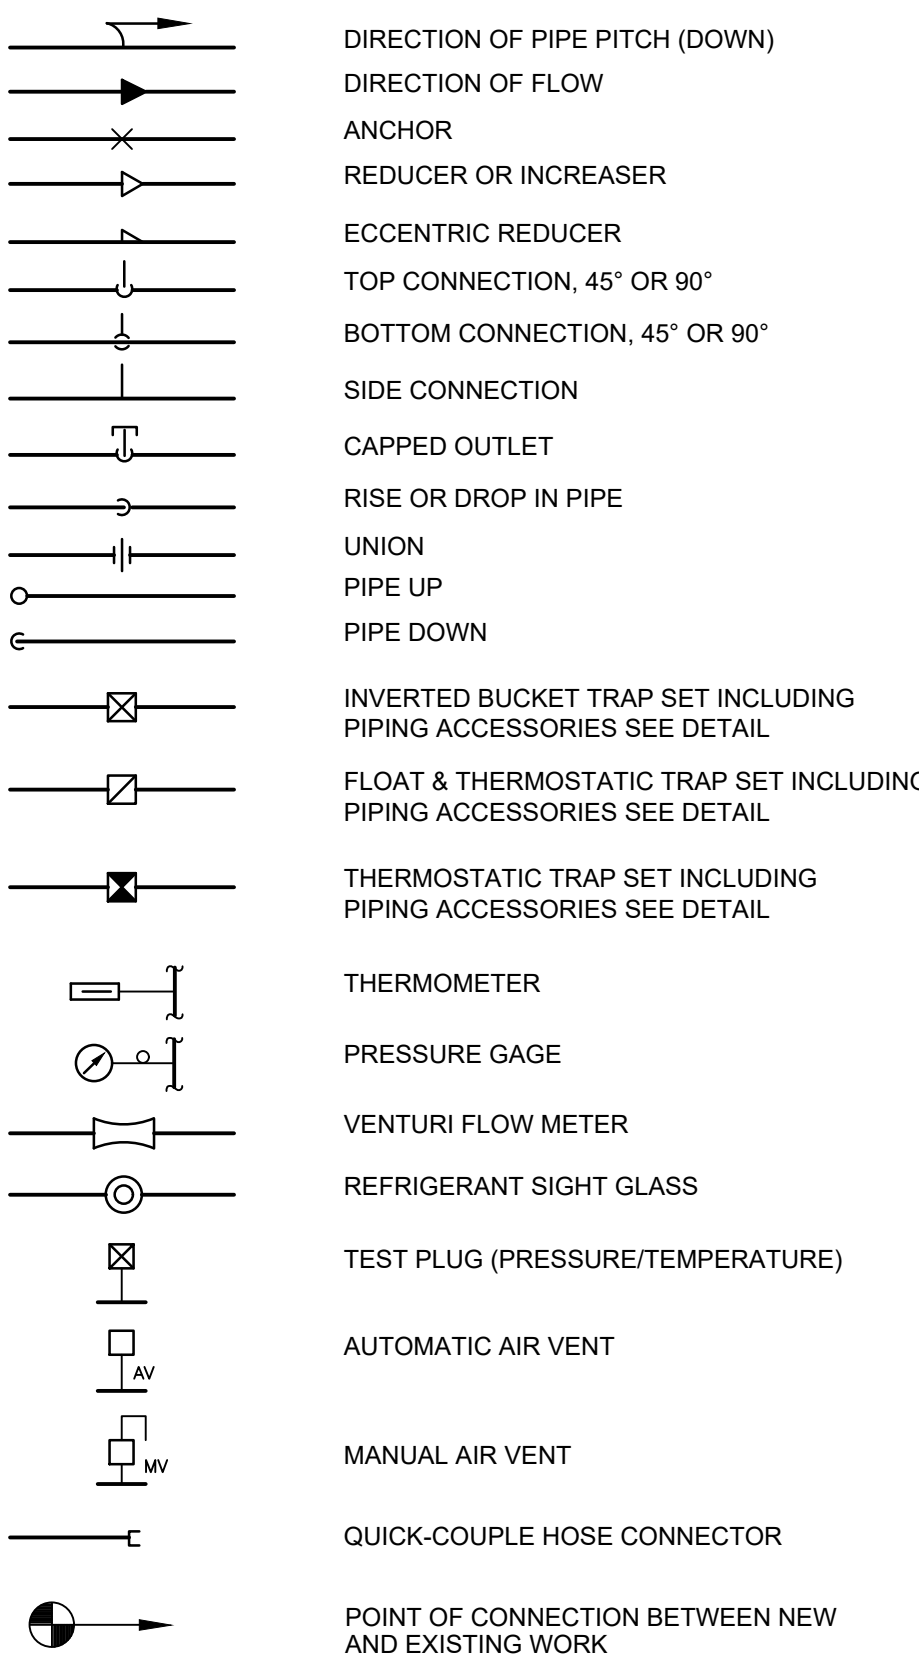 DIRECTION OF PIPE PITCH (DOWN)
DIRECTION OF FLOW
ANCHOR
REDUCER OR INCREASER
ECCENTRIC REDUCER
TOP CONNECTION, 45° OR 90°
BOTTOM CONNECTION, 45° OR 90°
SIDE CONNECTION
CAPPED OUTLET
RISE OR DROP IN PIPE
UNION
PIPE UP
PIPE DOWN
INVERTED BUCKET TRAP SET INCLUDING
PIPING ACCESSORIES SEE DETAIL
FLOAT & THERMOSTATIC TRAP SET INCLUDING
PIPING ACCESSORIES SEE DETAIL
THERMOSTATIC TRAP SET INCLUDING
PIPING ACCESSORIES SEE DETAIL
THERMOMETER
PRESSURE GAGE
VENTURI FLOW METER
REFRIGERANT SIGHT GLASS
TEST PLUG (PRESSURE/TEMPERATURE)
AUTOMATIC AIR VENT
AV
MANUAL AIR VENT
MV
QUICK-COUPLE HOSE CONNECTOR
POINT OF CONNECTION BETWEEN NEW
AND EXISTING WORK